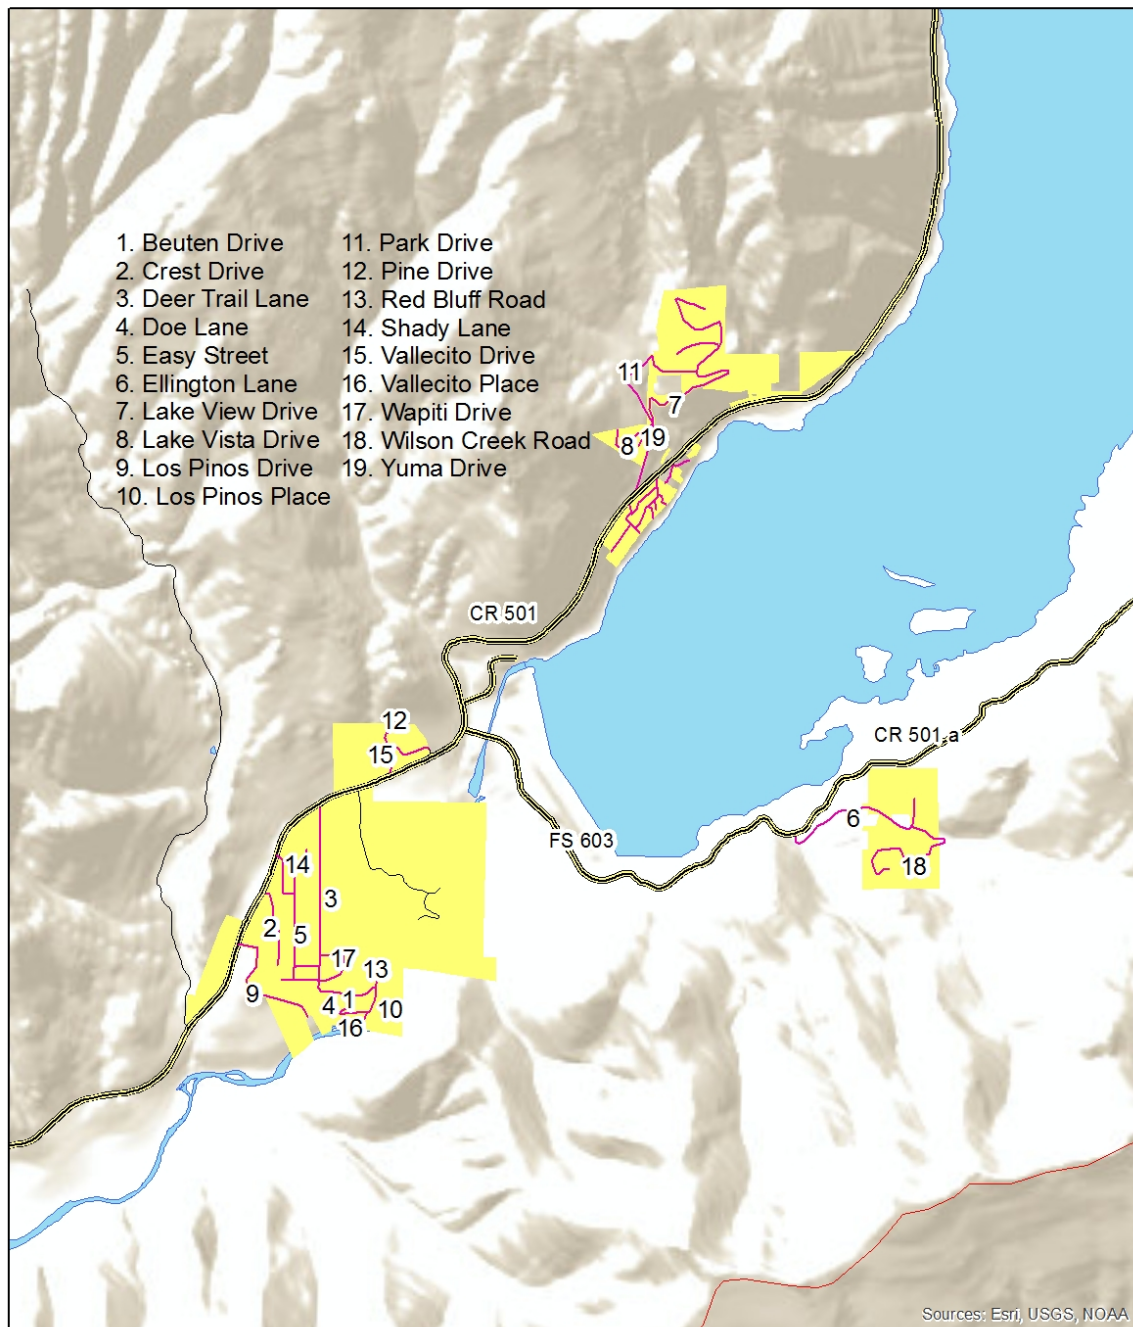 1. Beuten Drive
2. Crest Drive
3. Deer Trail Lane
4. Doe Lane
5. Easy Street
6. Ellington Lane
7. Lake View Drive
8. Lake Vista Drive
9. Los Pinos Drive
10. Los Pinos Place
11. Park Drive
12. Pine Drive
13. Red Bluff Road
14. Shady Lane
15. Vallecito Drive
16. Vallecito Place
17. Wapiti Drive
18. Wilson Creek Road
19. Yuma Drive
11
7
8
19
CR 501
12
15
CR 501-a
6
FS 603
18
14
3
2
5
17
13
9
4
1
10
16
Sources: Esri, USGS, NOAA